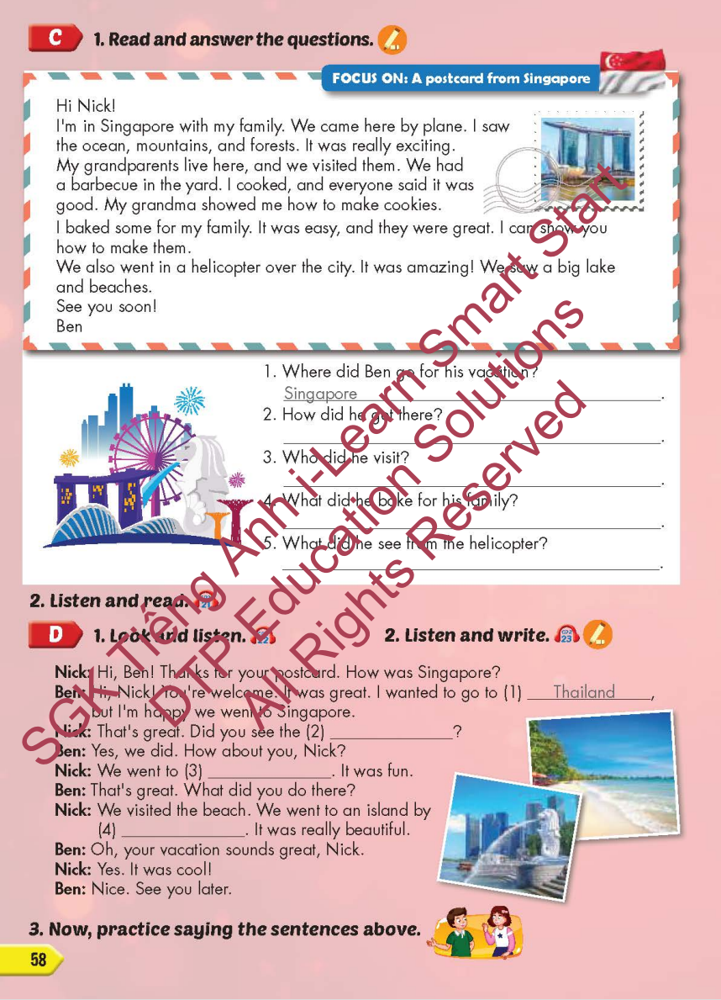 C 1. Read and answer the questions.
FOCUS ON: A postcard from Singapore
Hi Nick!
I'm in Singapore with my family. We came here by plane. I saw
the ocean, mountains, and forests. It was really exciting.
My grandparents live here, and we visited them. We had
a barbecue in the yard. I cooked, and everyone said it was
good. My grandma showed me how to make cookies.
I baked some for my family. It was easy, and they were great. I can show you
how to make them.
We also went in a helicopter over the city. It was amazing! We saw a big lake
and beaches.
See you soon!
Ben
1. Where did Ben go for his vacation?
Singapore.
2. How did he get there?
3. Who did he visit?
4. What did he bake for his family?
5. What did he see from the helicopter?
2. Listen and read. CD2 21
D 1. Look and listen. CD2 22
2. Listen and write. CD2 23
Nick: Hi, Ben! Thanks for your postcard. How was Singapore?
Ben: Hi, Nick! You're welcome. It was great. I wanted to go to (1) Thailand,
but I'm happy we went to Singapore.
Nick: That's great. Did you see the (2) ______________?
Ben: Yes, we did. How about you, Nick?
Nick: We went to (3) ______________. It was fun.
Ben: That's great. What did you do there?
Nick: We visited the beach. We went to an island by
(4) ______________. It was really beautiful.
Ben: Oh, your vacation sounds great, Nick.
Nick: Yes. It was cool!
Ben: Nice. See you later.
3. Now, practice saying the sentences above.
58
SGK Tiếng Anh i-Learn Smart Start
DTP Education Solutions
All Rights Reserved